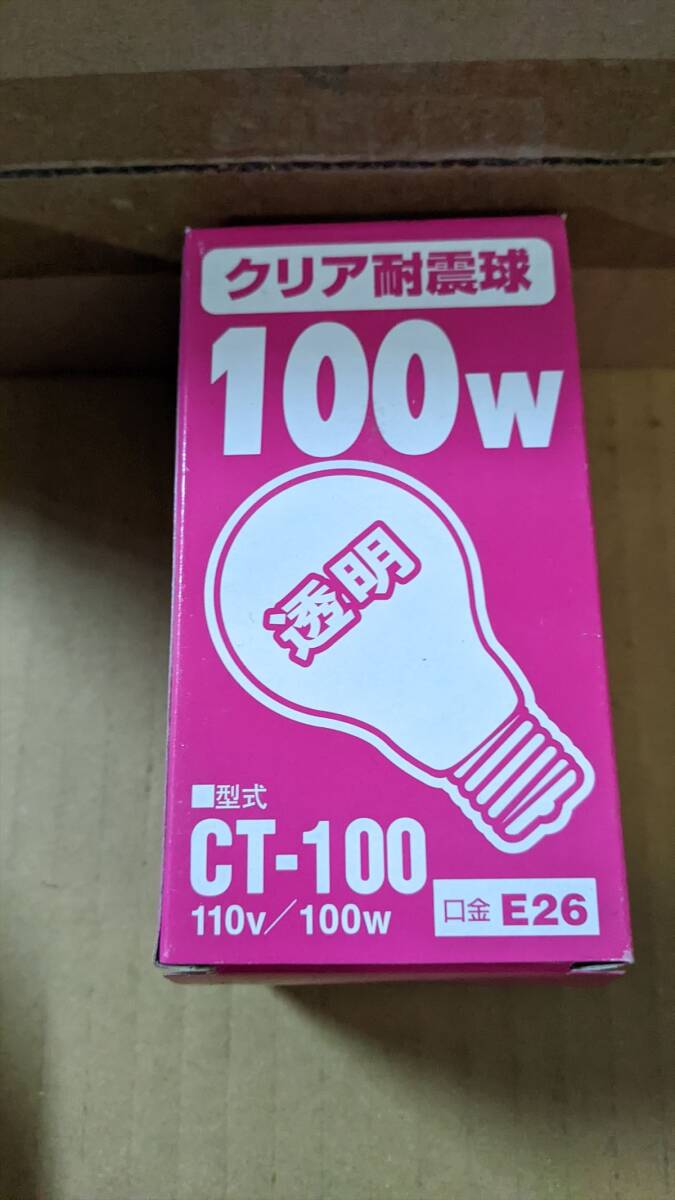 クリア耐震球
100W
透明
■型式
CT-100
110v/100w
口金 E26